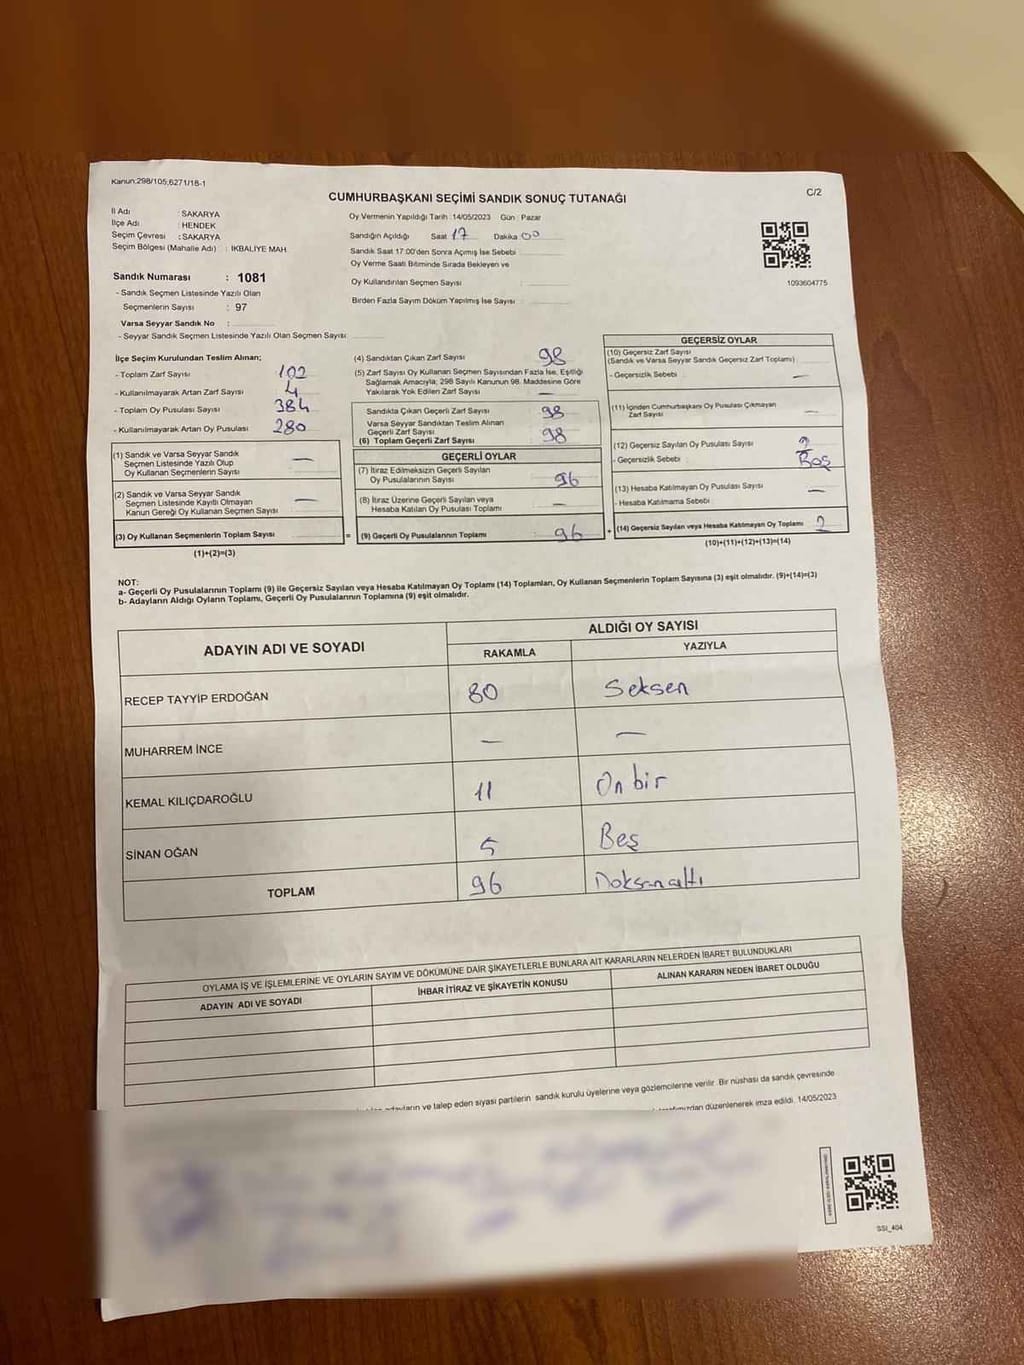 Kanun:298/105;6271/18-1
C/2
CUMHURBAŞKANI SEÇİMİ SANDIK SONUÇ TUTANAĞI
İl Adı : SAKARYA
İlçe Adı : HENDEK
Seçim Çevresi : SAKARYA
Seçim Bölgesi (Mahalle Adı) : İKBALİYE MAH.
Sandık Numarası : 1081
- Sandık Seçmen Listesinde Yazılı Olan
Seçmenlerin Sayısı : 97
Varsa Seyyar Sandık No :
- Seyyar Sandık Seçmen Listesinde Yazılı Olan Seçmen Sayısı
Oy Vermenin Yapıldığı Tarih :14/05/2023 Gün : Pazar
Sandığın Açıldığı Saat 17 Dakika 00
Sandık Saat 17:00'den Sonra Açımış İse Sebebi
Oy Verme Saati Bitiminde Sırada Bekleyen ve
Oy Kullandırılan Seçmen Sayısı :
Birden Fazla Sayım Döküm Yapılmış İse Sayısı :
1093604775
İlçe Seçim Kurulundan Teslim Alınan;
- Toplam Zarf Sayısı 102
- Kullanılmayarak Artan Zarf Sayısı 4
- Toplam Oy Pusulası Sayısı 384
- Kullanılmayarak Artan Oy Pusulası 280
(1) Sandık ve Varsa Seyyar Sandık
Seçmen Listesinde Yazılı Olup
Oy Kullanan Seçmenlerin Sayısı —
(2) Sandık ve Varsa Seyyar Sandık
Seçmen Listesinde Kayıtlı Olmayan
Kanun Gereği Oy Kullanan Seçmen Sayısı —
(3) Oy Kullanan Seçmenlerin Toplam Sayısı =
(1)+(2)=(3)
(4) Sandıktan Çıkan Zarf Sayısı 98
(5) Zarf Sayısı Oy Kullanan Seçmen Sayısından Fazla İse, Eşitliği
Sağlamak Amacıyla; 298 Sayılı Kanunun 98. Maddesine Göre
Yakılarak Yok Edilen Zarf Sayısı —
Sandıkta Çıkan Geçerli Zarf Sayısı 98
Varsa Seyyar Sandıktan Teslim Alınan
Geçerli Zarf Sayısı
(6) Toplam Geçerli Zarf Sayısı 98
GEÇERLİ OYLAR
(7) İtiraz Edilmeksizin Geçerli Sayılan
Oy Pusulalarının Sayısı 96
(8) İtiraz Üzerine Geçerli Sayılan veya
Hesaba Katılan Oy Pusulası Toplamı —
(9) Geçerli Oy Pusulalarının Toplamı : 96 +
GEÇERSİZ OYLAR
(10) Geçersiz Zarf Sayısı
(Sandık ve Varsa Seyyar Sandık Geçersiz Zarf Toplamı)
- Geçersizlik Sebebi : —
(11) İçinden Cumhurbaşkanı Oy Pusulası Çıkmayan
Zarf Sayısı —
(12) Geçersiz Sayılan Oy Pusulası Sayısı 2
- Geçersizlik Sebebi : Boş
(13) Hesaba Katılmayan Oy Pusulası Sayısı —
- Hesaba Katılmama Sebebi :
(14) Geçersiz Sayılan veya Hesaba Katılmayan Oy Toplamı 2
(10)+(11)+(12)+(13)=(14)
NOT:
a- Geçerli Oy Pusulalarının Toplamı (9) ile Geçersiz Sayılan veya Hesaba Katılmayan Oy Toplamı (14) Toplamları, Oy Kullanan Seçmenlerin Toplam Sayısına (3) eşit olmalıdır. (9)+(14)=(3)
b- Adayların Aldığı Oyların Toplamı, Geçerli Oy Pusulalarının Toplamına (9) eşit olmalıdır.
ADAYIN ADI VE SOYADI ALDIĞI OY SAYISI
RAKAMLA YAZIYLA
RECEP TAYYİP ERDOĞAN 80 Seksen
MUHARREM İNCE — —
KEMAL KILIÇDAROĞLU 11 On bir
SİNAN OĞAN 5 Beş
TOPLAM 96 Doksanaltı
OYLAMA İŞ VE İŞLEMLERİNE VE OYLARIN SAYIM VE DÖKÜMÜNE DAİR ŞİKAYETLERLE BUNLARA AİT KARARLARIN NELERDEN İBARET BULUNDUKLARI
ADAYIN ADI VE SOYADI İHBAR İTİRAZ VE ŞİKAYETİN KONUSU ALINAN KARARIN NEDEN İBARET OLDUĞU
ve talep eden siyasi partilerin sandık kurulu üyelerine veya gözlemcilerine verilir. Bir nüshası da sandık çevresinde
düzenlenerek imza edildi. 14/05/2023
SSI_404